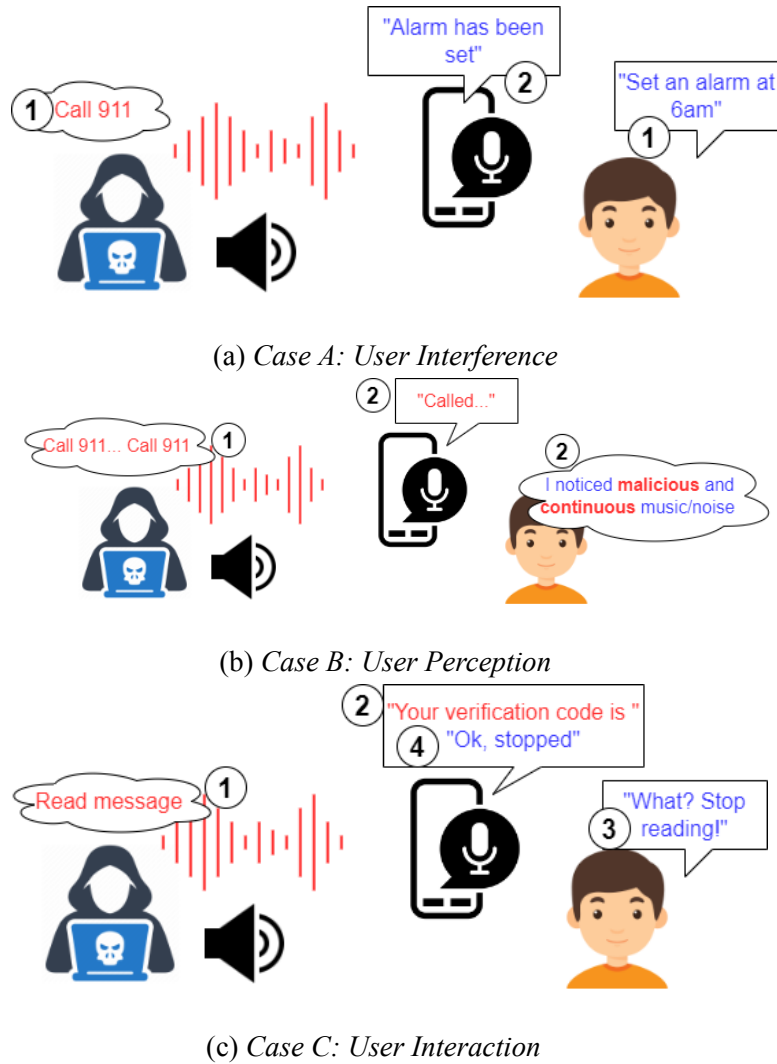 "Alarm has been
set"
2
1
Call 911
"Set an alarm at
6am"
1
(a) Case A: User Interference
2
"Called..."
Call 911... Call 911
1
2
I noticed malicious and
continuous music/noise
(b) Case B: User Perception
2
"Your verification code is "
4
"Ok, stopped"
1
Read message
"What? Stop
reading!"
3
(c) Case C: User Interaction